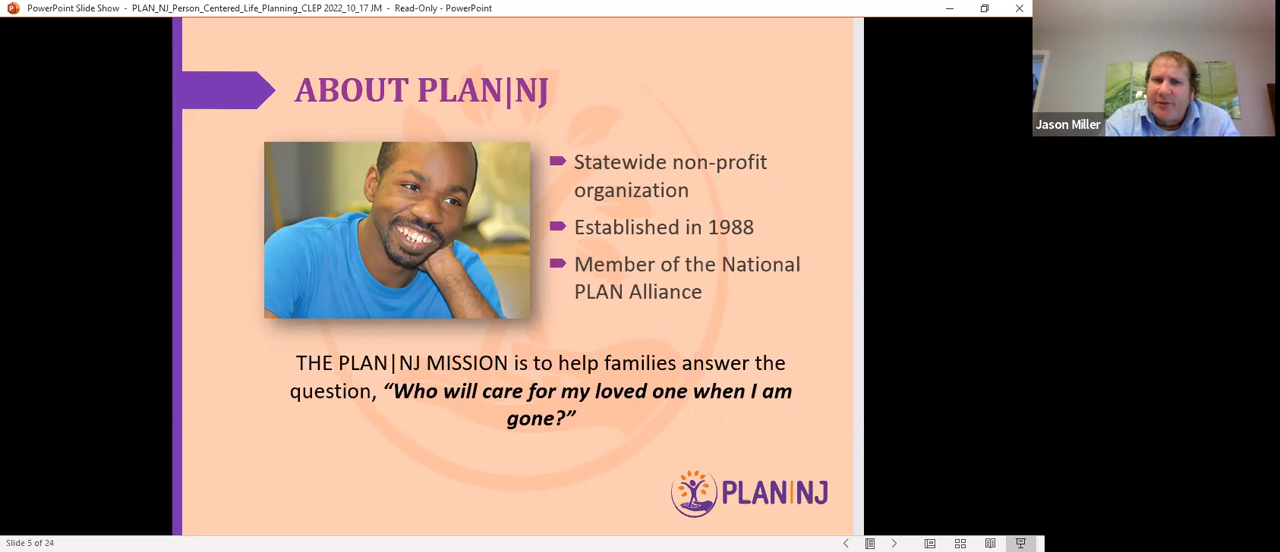 PowerPoint Slide Show - PLAN_NJ_Person_Centered_Life_Planning_CLEP 2022_10_17 JM - Read-Only - PowerPoint
ABOUT PLAN|NJ
Statewide non-profit
organization
Established in 1988
Member of the National
PLAN Alliance
THE PLAN|NJ MISSION is to help families answer the
question, “Who will care for my loved one when I am
gone?”
PLAN|NJ
Jason Miller
Slide 5 of 24